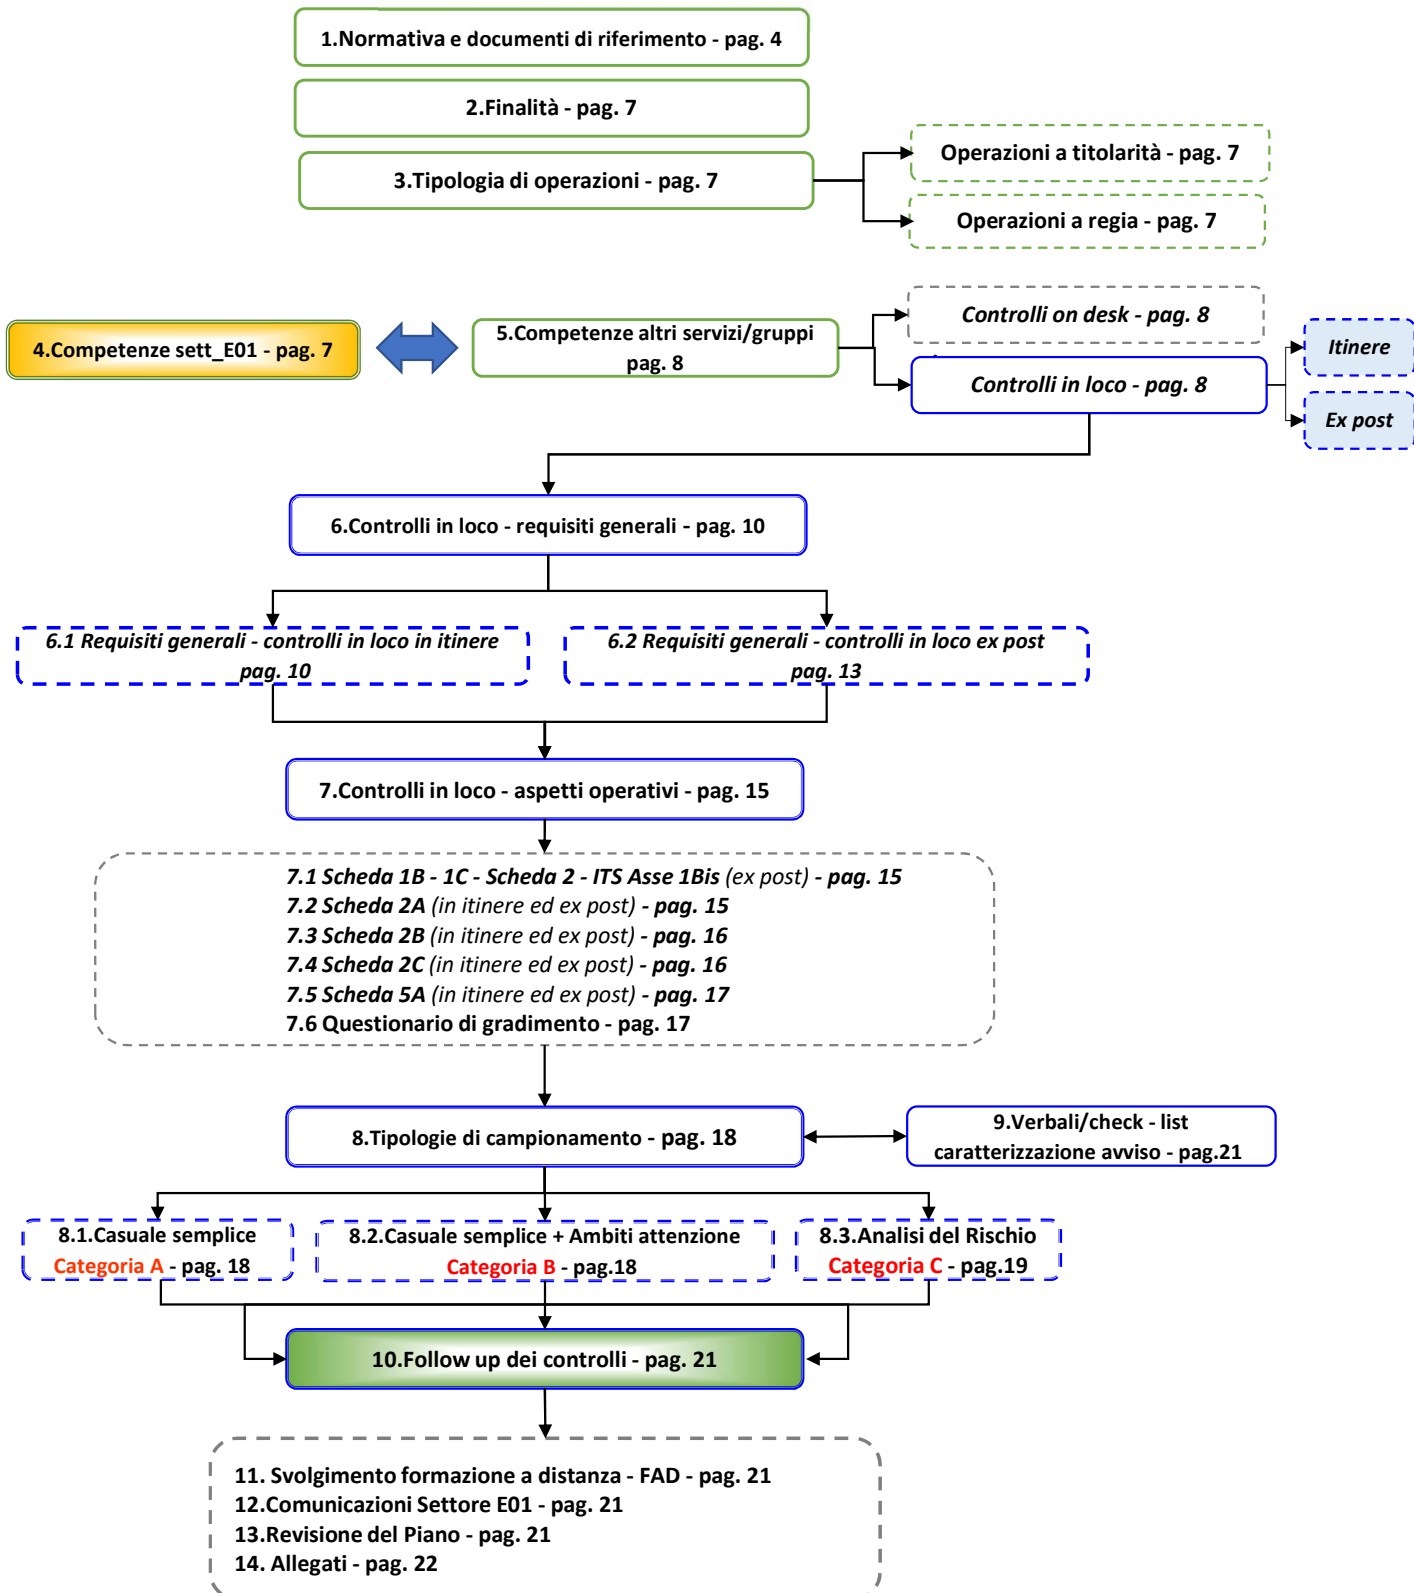 1.Normativa e documenti di riferimento - pag. 4
2.Finalità - pag. 7
3.Tipologia di operazioni - pag. 7
Operazioni a titolarità - pag. 7
Operazioni a regia - pag. 7
4.Competenze sett_E01 - pag. 7
5.Competenze altri servizi/gruppi
pag. 8
Controlli on desk - pag. 8
Controlli in loco - pag. 8
Itinere
Ex post
6.Controlli in loco - requisiti generali - pag. 10
6.1 Requisiti generali - controlli in loco in itinere
pag. 10
6.2 Requisiti generali - controlli in loco ex post
pag. 13
7.Controlli in loco - aspetti operativi - pag. 15
7.1 Scheda 1B - 1C - Scheda 2 - ITS Asse 1Bis (ex post) - pag. 15
7.2 Scheda 2A (in itinere ed ex post) - pag. 15
7.3 Scheda 2B (in itinere ed ex post) - pag. 16
7.4 Scheda 2C (in itinere ed ex post) - pag. 16
7.5 Scheda 5A (in itinere ed ex post) - pag. 17
7.6 Questionario di gradimento - pag. 17
8.Tipologie di campionamento - pag. 18
9.Verbali/check - list
caratterizzazione avviso - pag.21
8.1.Casuale semplice
Categoria A - pag. 18
8.2.Casuale semplice + Ambiti attenzione
Categoria B - pag.18
8.3.Analisi del Rischio
Categoria C - pag.19
10.Follow up dei controlli - pag. 21
11. Svolgimento formazione a distanza - FAD - pag. 21
12.Comunicazioni Settore E01 - pag. 21
13.Revisione del Piano - pag. 21
14. Allegati - pag. 22